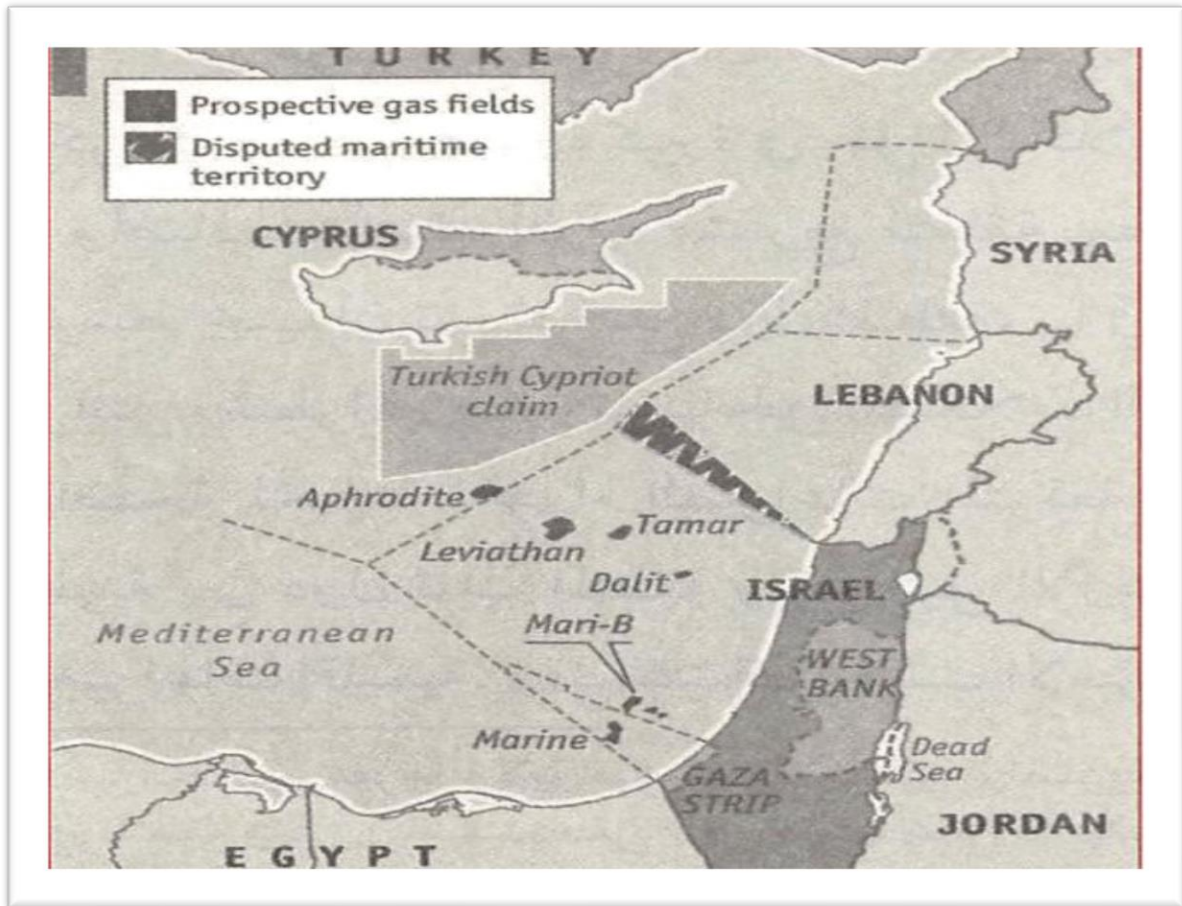 TURKEY
Prospective gas fields
Disputed maritime
territory
CYPRUS
SYRIA
Turkish Cypriot
claim
LEBANON
Aphrodite
Tamar
Leviathan
Dalit
ISRAEL
Mari-B
Mediterranean
Sea
WEST
BANK
Marine
Dead
Sea
GAZA
STRIP
JORDAN
EGYPT